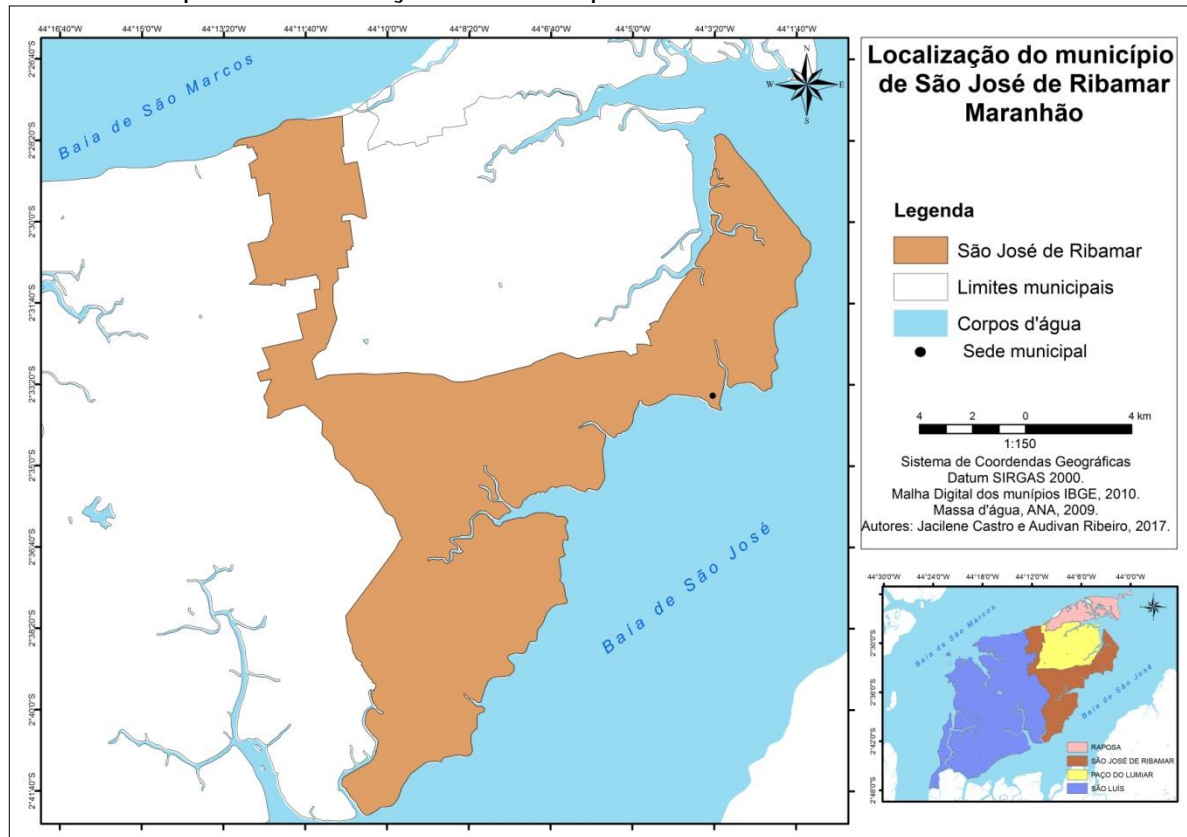 44°16'40"W 44°15'0"W 44°13'20"W 44°11'40"W 44°10'0"W 44°8'20"W 44°6'40"W 44°5'0"W 44°3'20"W 44°1'40"W
2°26'40"S
2°28'20"S
2°30'0"S
2°31'40"S
2°33'20"S
2°35'0"S
2°36'40"S
2°38'20"S
2°40'0"S
2°41'40"S
Baia de São Marcos
Baia de São José
N
W E
S
Localização do município
de São José de Ribamar
Maranhão
Legenda
São José de Ribamar
Limites municipais
Corpos d'água
Sede municipal
4 2 0 4 km
1:150
Sistema de Coordendas Geográficas
Datum SIRGAS 2000.
Malha Digital dos munípios IBGE, 2010.
Massa d'água, ANA, 2009.
Autores: Jacilene Castro e Audivan Ribeiro, 2017.
44°30'0"W 44°24'0"W 44°18'0"W 44°12'0"W 44°6'0"W 44°0'0"W
2°30'0"S
2°36'0"S
2°42'0"S
2°48'0"S
Baia de São Marcos
Baia de São José
RAPOSA
SÃO JOSÉ DE RIBAMAR
PAÇO DO LUMIAR
SÃO LUÍS